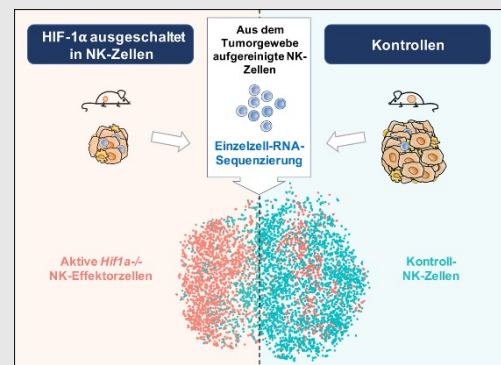 HIF-1α ausgeschaltet
in NK-Zellen
Aus dem
Tumorgewebe
aufgereinigte NK-
Zellen
Einzelzell-RNA-
Sequenzierung
Kontrollen
Aktive Hif1a-/-
NK-Effektorzellen
Kontroll-
NK-Zellen